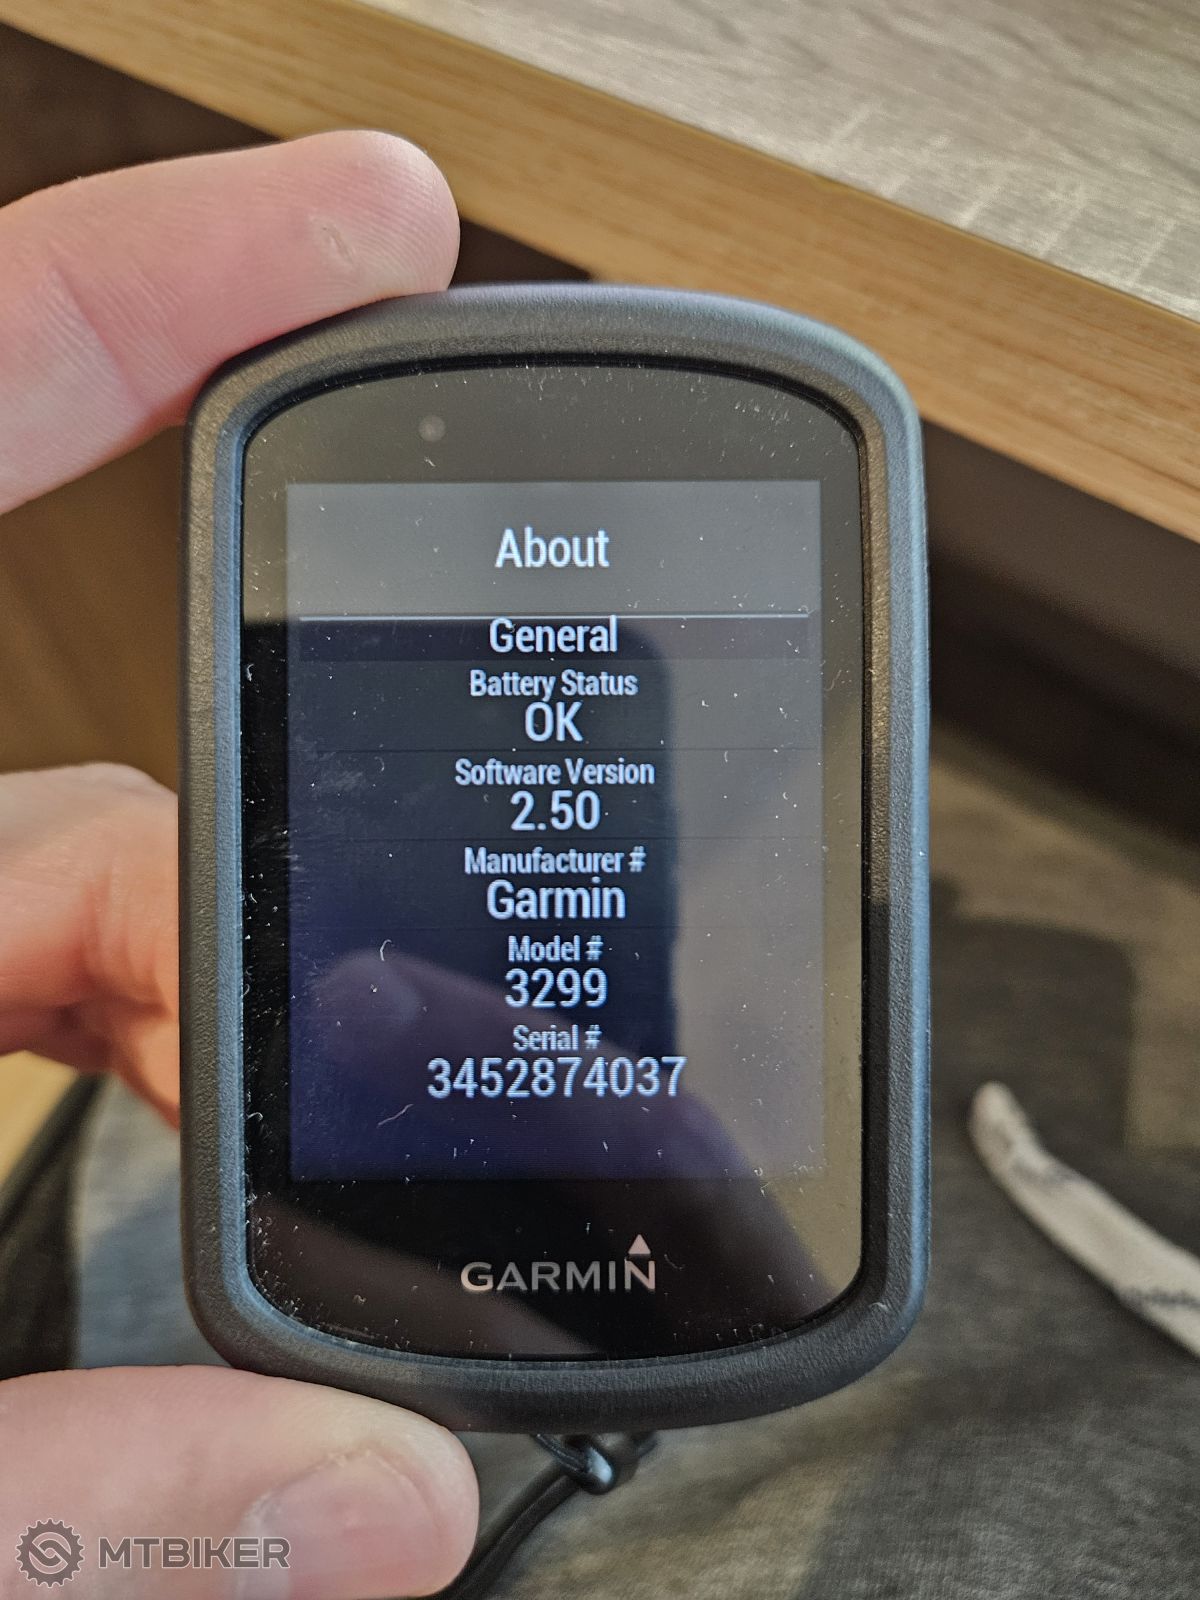 About
General
Battery Status
OK
Software Version
2.50
Manufacturer #
Garmin
Model #
3299
Serial #
3452874037
GARMIN
MTBIKER